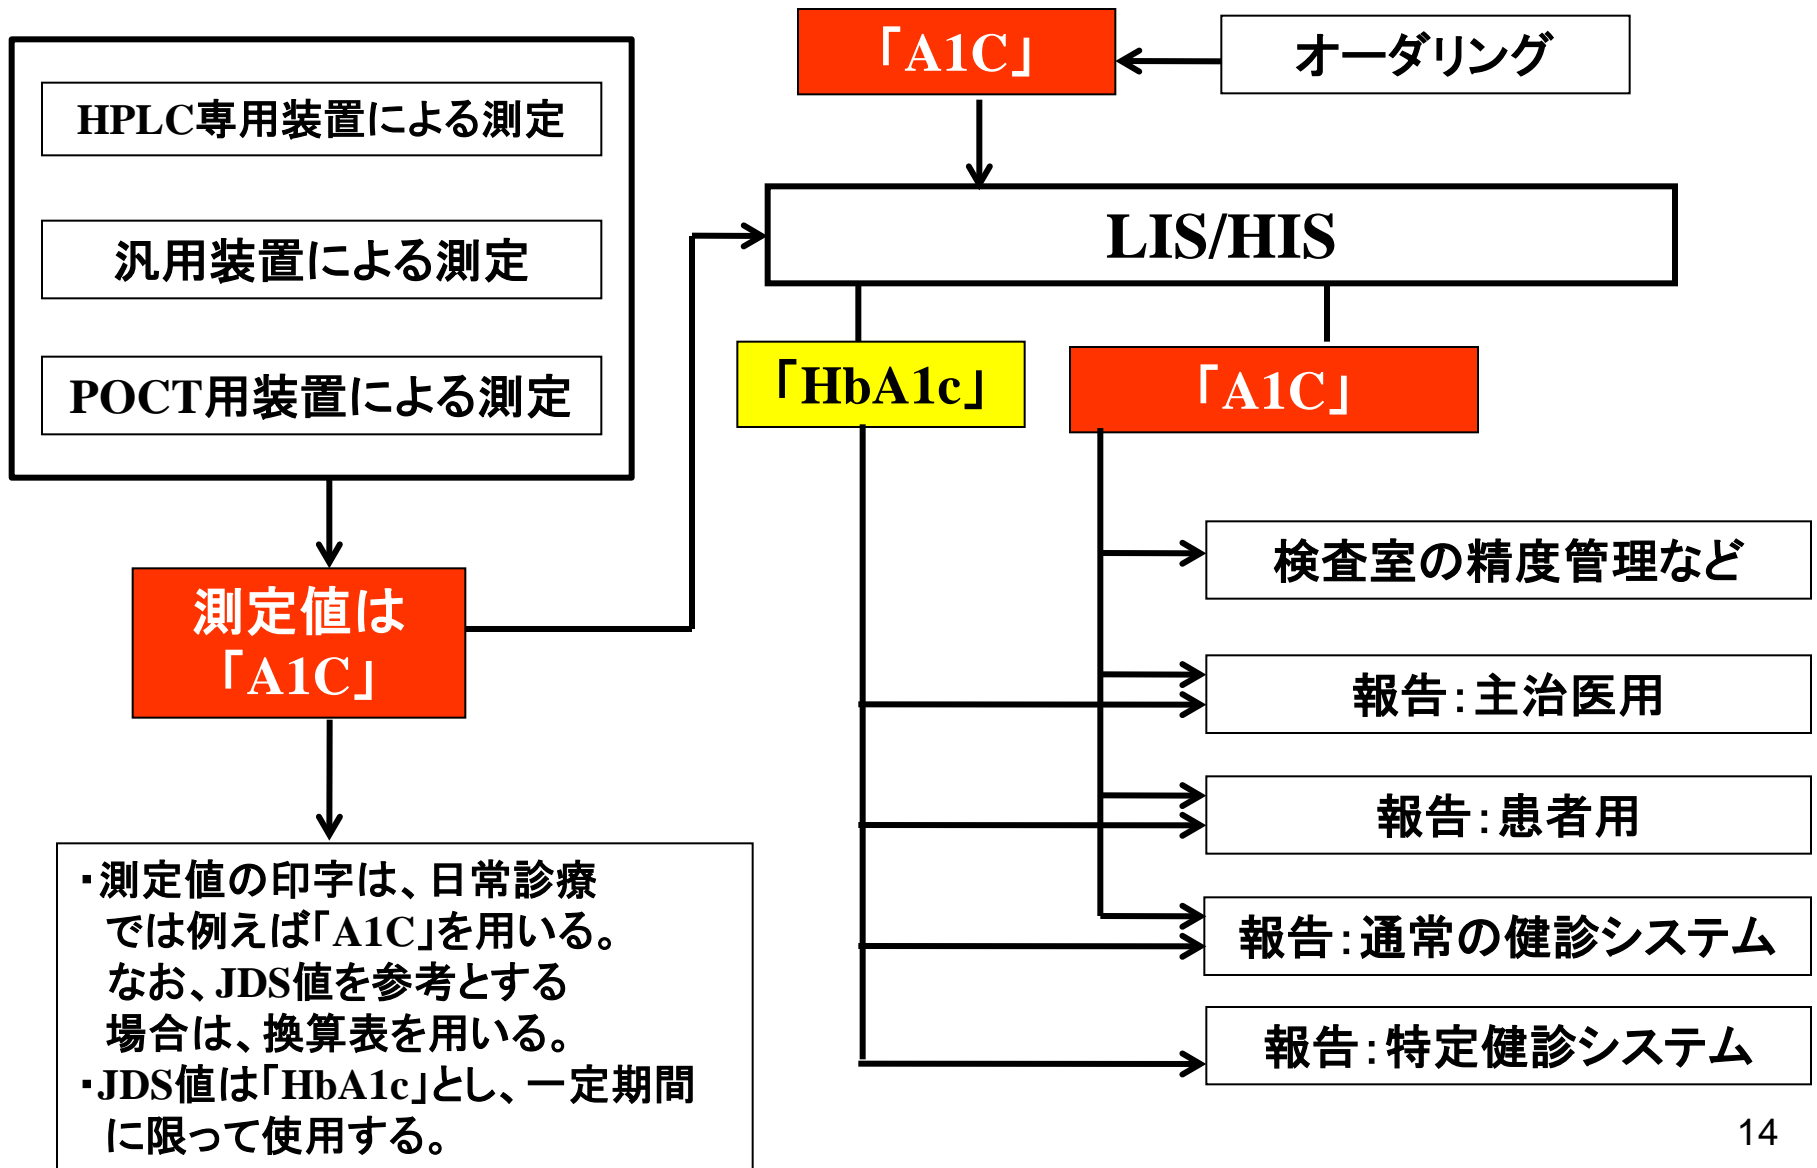 「A1C」
オーダリング
HPLC専用装置による測定
汎用装置による測定
POCT用装置による測定
LIS/HIS
「HbA1c」
「A1C」
測定値は
「A1C」
検査室の精度管理など
報告:主治医用
報告:患者用
報告:通常の健診システム
報告:特定健診システム
・測定値の印字は、日常診療
では例えば「A1C」を用いる。
なお、JDS値を参考とする
場合は、換算表を用いる。
・JDS値は「HbA1c」とし、一定期間
に限って使用する。
14